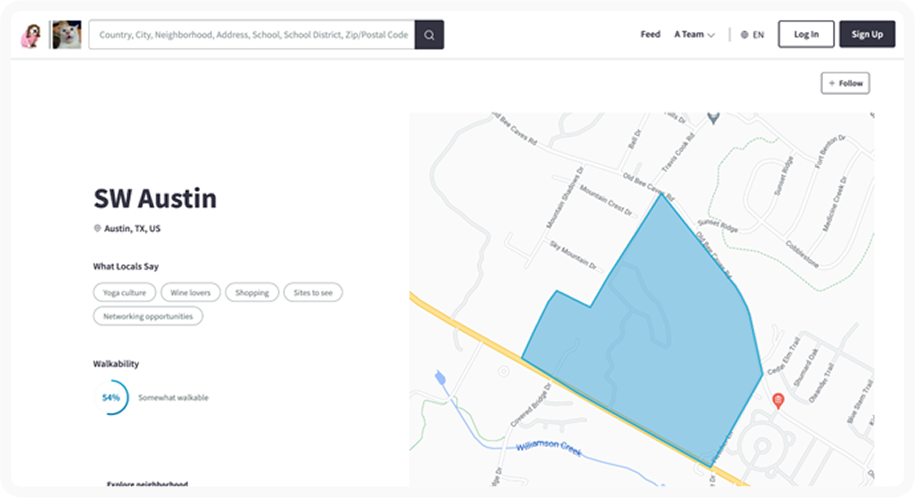 Country, City, Neighborhood, Address, School, School District, Zip/Postal Code
Feed
A Team
EN
Log In
Sign Up
+ Follow
SW Austin
Austin, TX, US
What Locals Say
Yoga culture
Wine lovers
Shopping
Sites to see
Networking opportunities
Walkability
54%
Somewhat walkable
Explore neighborhood
Old Bee Caves Rd
Bell Dr
Travis Cook Rd
Old Bee Caves Rd
Mountain Shadows Dr
Mountain Crest Dr
Sky Mountain Dr
Sunset Ridge
Old Bee Caves Rd
Sunset Ridge
Fort Benton Dr
Medicine Creek Dr
Cobblestone
Cedar Elm Trail
Shumard Oak
Oleander Trail
Blue Stem Trail
Covered Bridge Dr
Williamson Creek